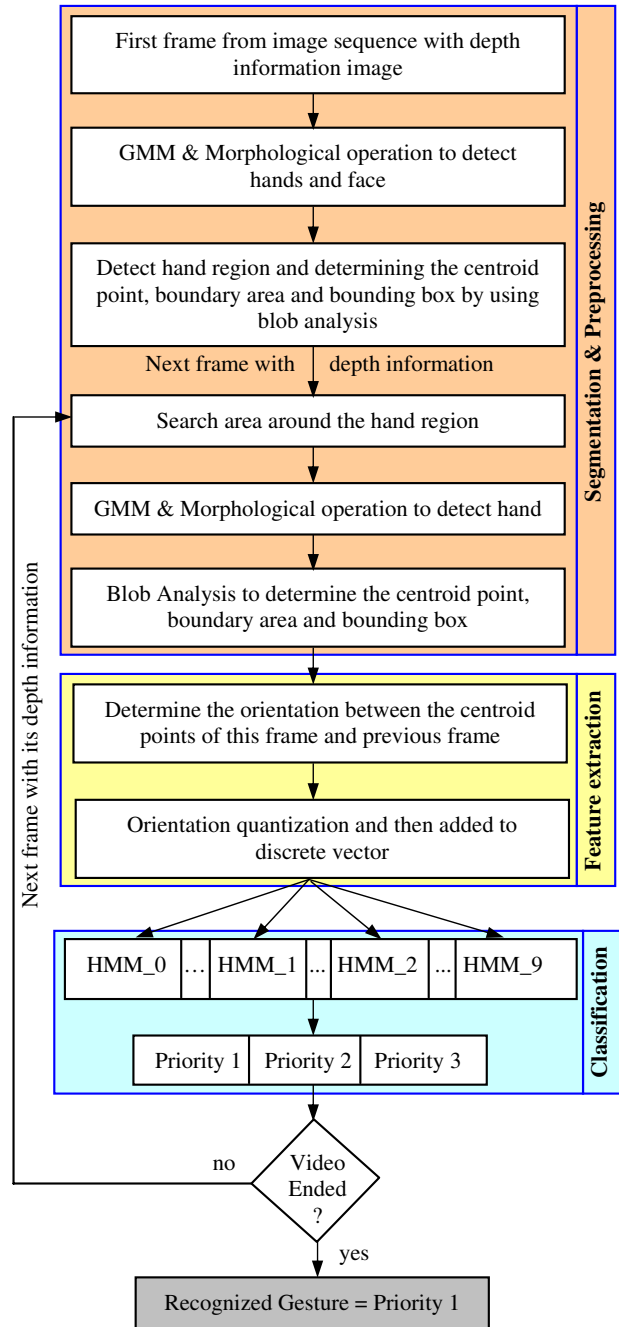 First frame from image sequence with depth
information image
GMM & Morphological operation to detect
hands and face
Detect hand region and determining the centroid
point, boundary area and bounding box by using
blob analysis
Next frame with depth information
Search area around the hand region
GMM & Morphological operation to detect hand
Blob Analysis to determine the centroid point,
boundary area and bounding box
Segmentation & Preprocessing
Next frame with its depth information
Determine the orientation between the centroid
points of this frame and previous frame
Orientation quantization and then added to
discrete vector
Feature extraction
HMM_0 ... HMM_1 ... HMM_2 ... HMM_9
Priority 1 Priority 2 Priority 3
Classification
no
Video
Ended
?
yes
Recognized Gesture = Priority 1